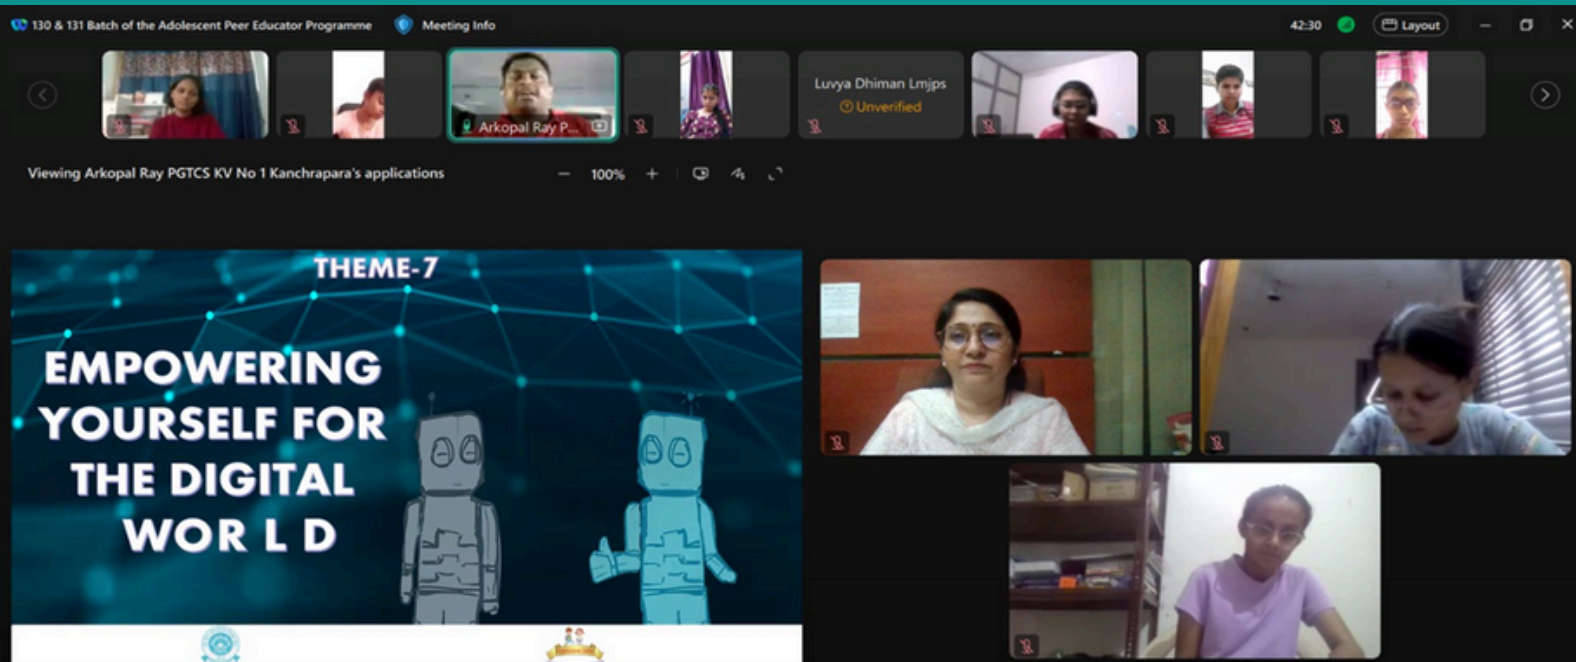 130 & 131 Batch of the Adolescent Peer Educator Programme
Meeting Info
42:30
Layout
Arkopal Ray P...
Luvya Dhiman Lmjps
Unverified
Viewing Arkopal Ray PGTCS KV No 1 Kanchrapara's applications
100%
THEME-7
EMPOWERING
YOURSELF FOR
THE DIGITAL
WOR L D